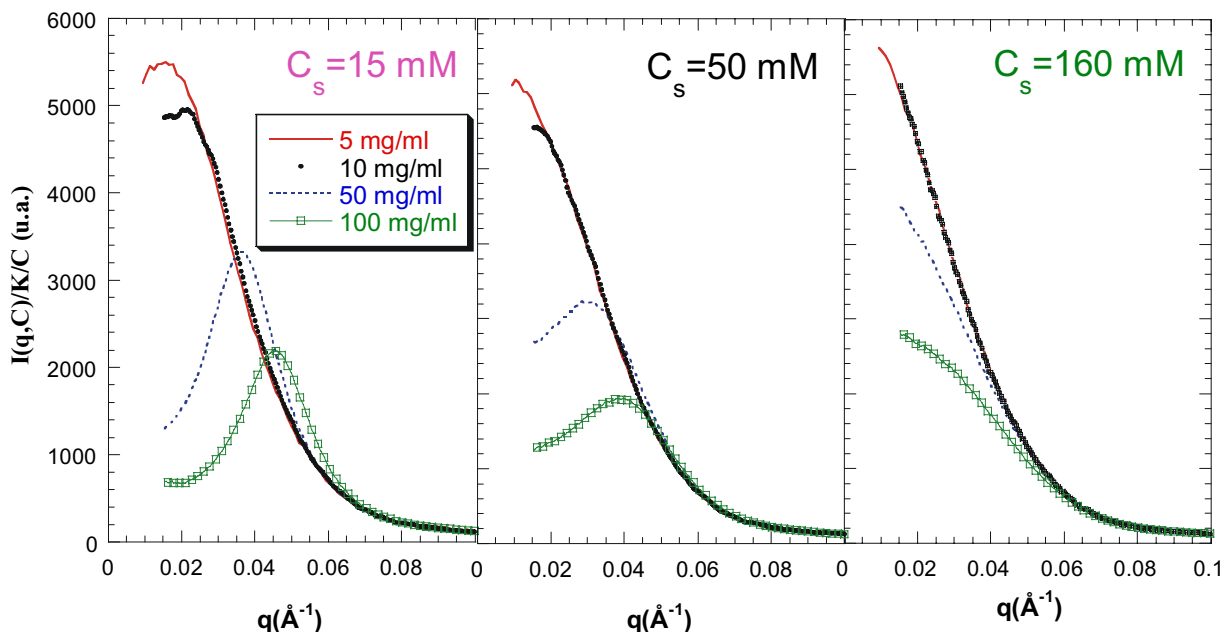 6000
5000
4000
3000
2000
1000
0
I(q,C)/K/C (u.a.)
C_s=15 mM
C_s=50 mM
C_s=160 mM
5 mg/ml
10 mg/ml
50 mg/ml
100 mg/ml
0 0.02 0.04 0.06 0.08 0 0.02 0.04 0.06 0.08 0 0.02 0.04 0.06 0.08 0.1
q(Å⁻¹) q(Å⁻¹) q(Å⁻¹)